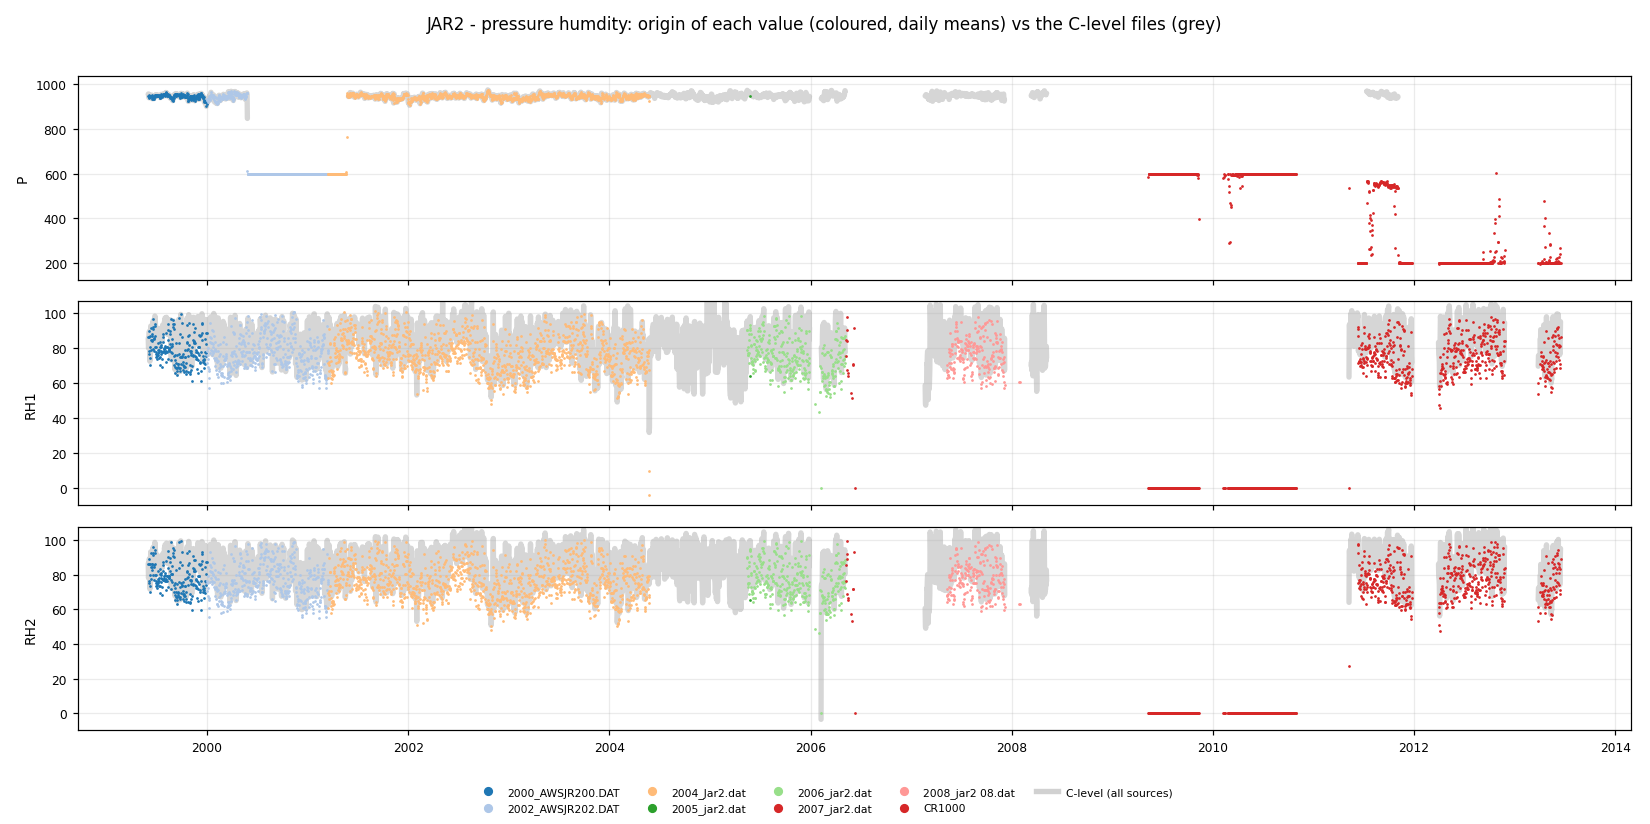 JAR2 - pressure humdity: origin of each value (coloured, daily means) vs the C-level files (grey)
1000
800
600
400
200
P
100
80
60
40
20
0
RH1
100
80
60
40
20
0
RH2
2000 2002 2004 2006 2008 2010 2012 2014
2000_AWSJR200.DAT 2004_Jar2.dat 2006_jar2.dat 2008_jar2 08.dat C-level (all sources)
2002_AWSJR202.DAT 2005_jar2.dat 2007_jar2.dat CR1000